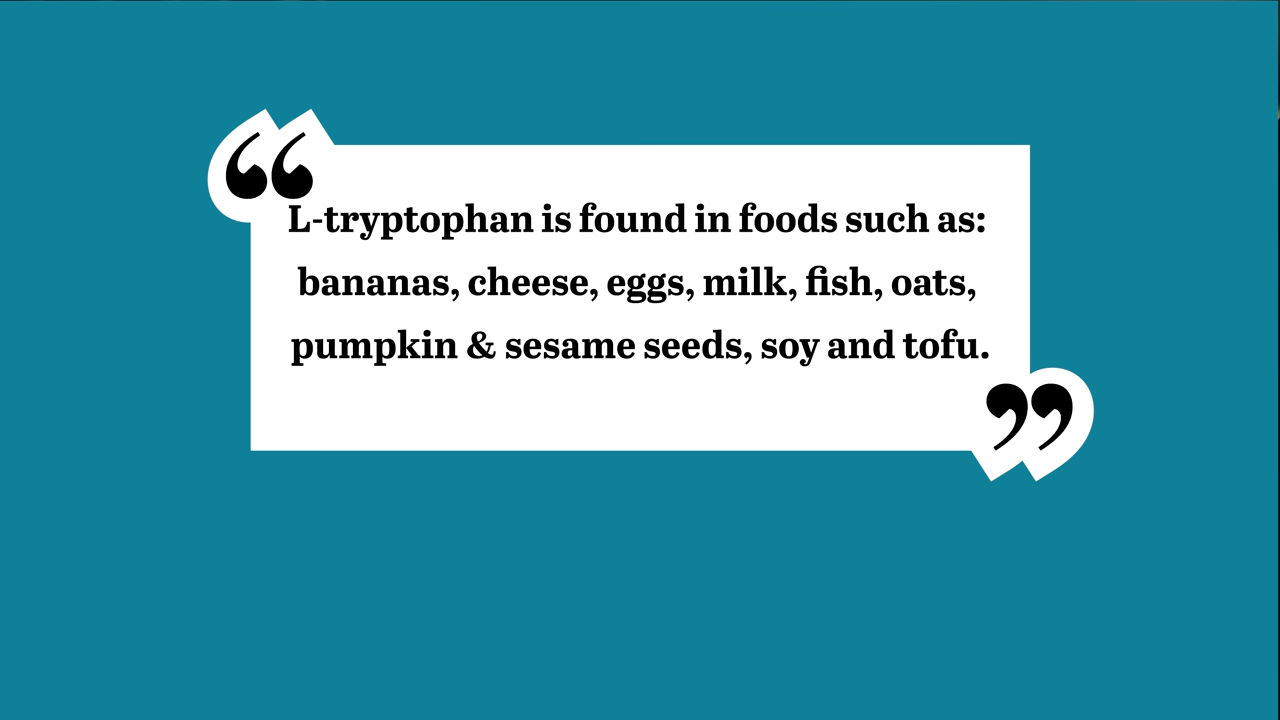 “
L-tryptophan is found in foods such as:
bananas, cheese, eggs, milk, fish, oats,
pumpkin & sesame seeds, soy and tofu.
”